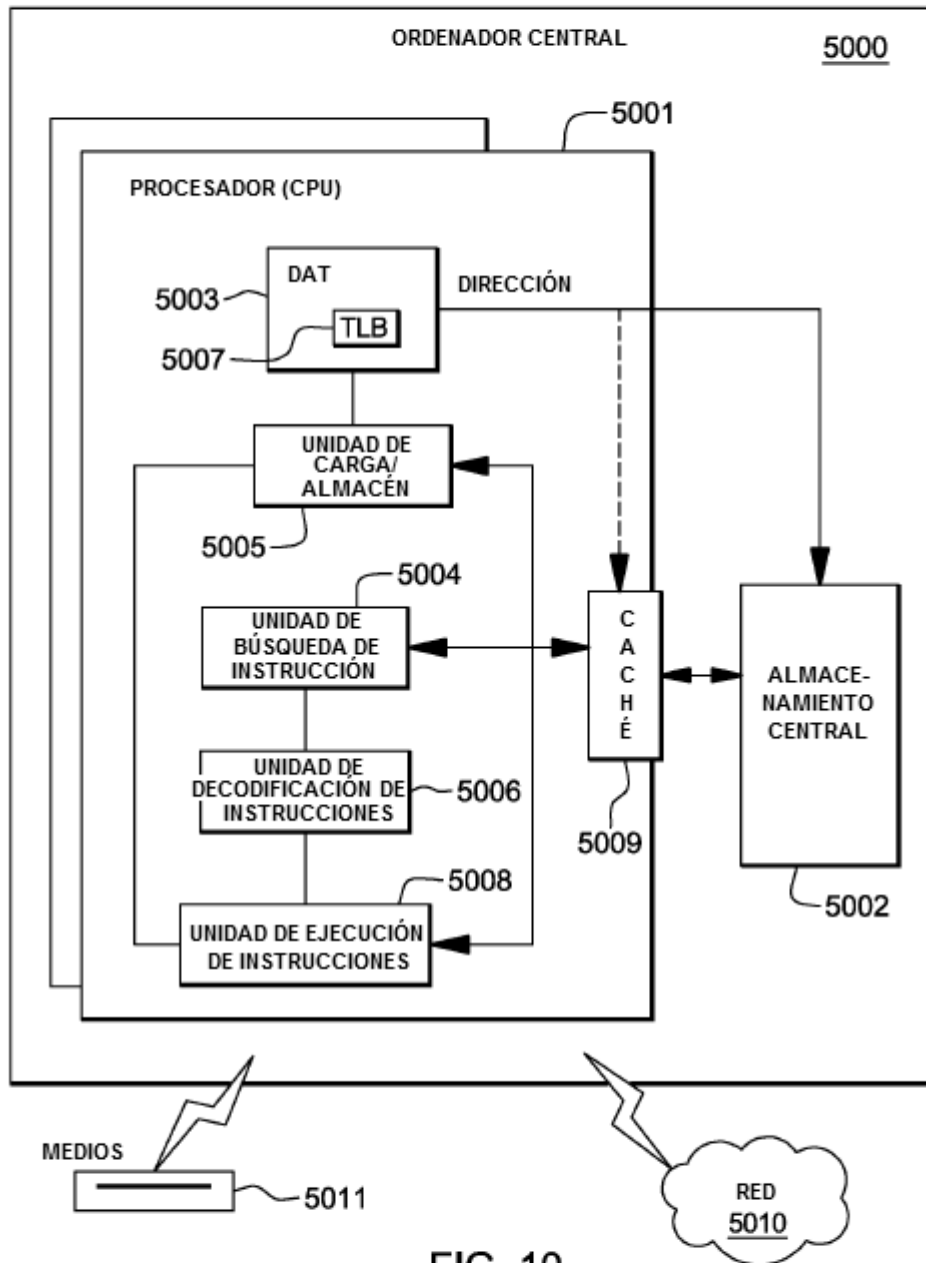 ORDENADOR CENTRAL
5000
5001
PROCESADOR (CPU)
DAT
DIRECCIÓN
5003
TLB
5007
UNIDAD DE
CARGA/
ALMACÉN
5005
5004
UNIDAD DE
BÚSQUEDA DE
INSTRUCCIÓN
C
A
C
H
É
ALMACE-
NAMIENTO
CENTRAL
UNIDAD DE
DECODIFICACIÓN DE
INSTRUCCIONES
5006
5009
5008
5002
UNIDAD DE EJECUCIÓN
DE INSTRUCCIONES
MEDIOS
5011
RED
5010
FIG. 10